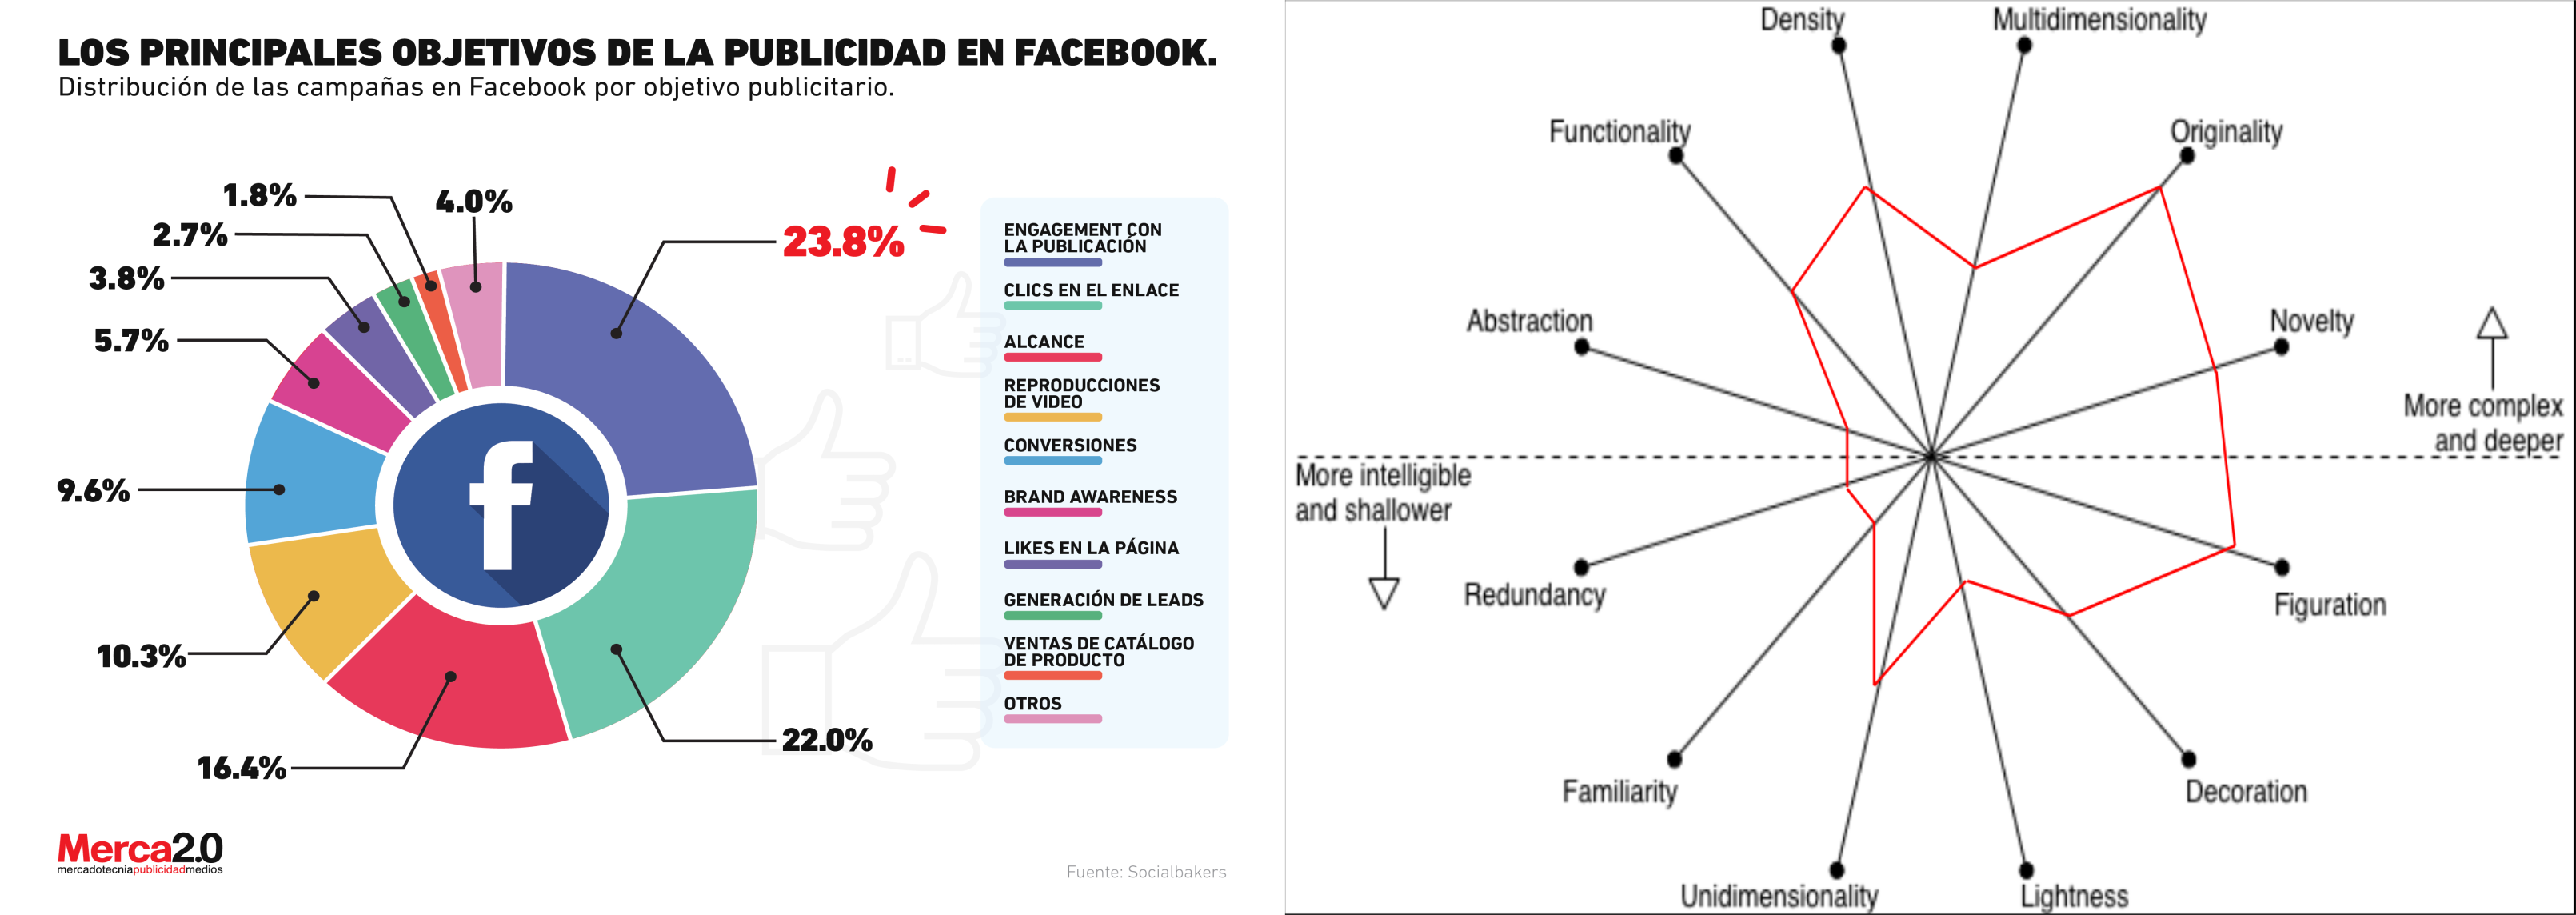 LOS PRINCIPALES OBJETIVOS DE LA PUBLICIDAD EN FACEBOOK.
Distribución de las campañas en Facebook por objetivo publicitario.
1.8%
4.0%
2.7%
23.8%
3.8%
5.7%
9.6%
10.3%
16.4%
22.0%
ENGAGEMENT CON
LA PUBLICACIÓN
CLICS EN EL ENLACE
ALCANCE
REPRODUCCIONES
DE VIDEO
CONVERSIONES
BRAND AWARENESS
LIKES EN LA PÁGINA
GENERACIÓN DE LEADS
VENTAS DE CATÁLOGO
DE PRODUCTO
OTROS
f
Merca2.0
mercadotecniapublicidadmedios
Fuente: Socialbakers
Density
Multidimensionality
Functionality
Originality
Abstraction
Novelty
More complex
and deeper
More intelligible
and shallower
Redundancy
Figuration
Familiarity
Decoration
Unidimensionality
Lightness